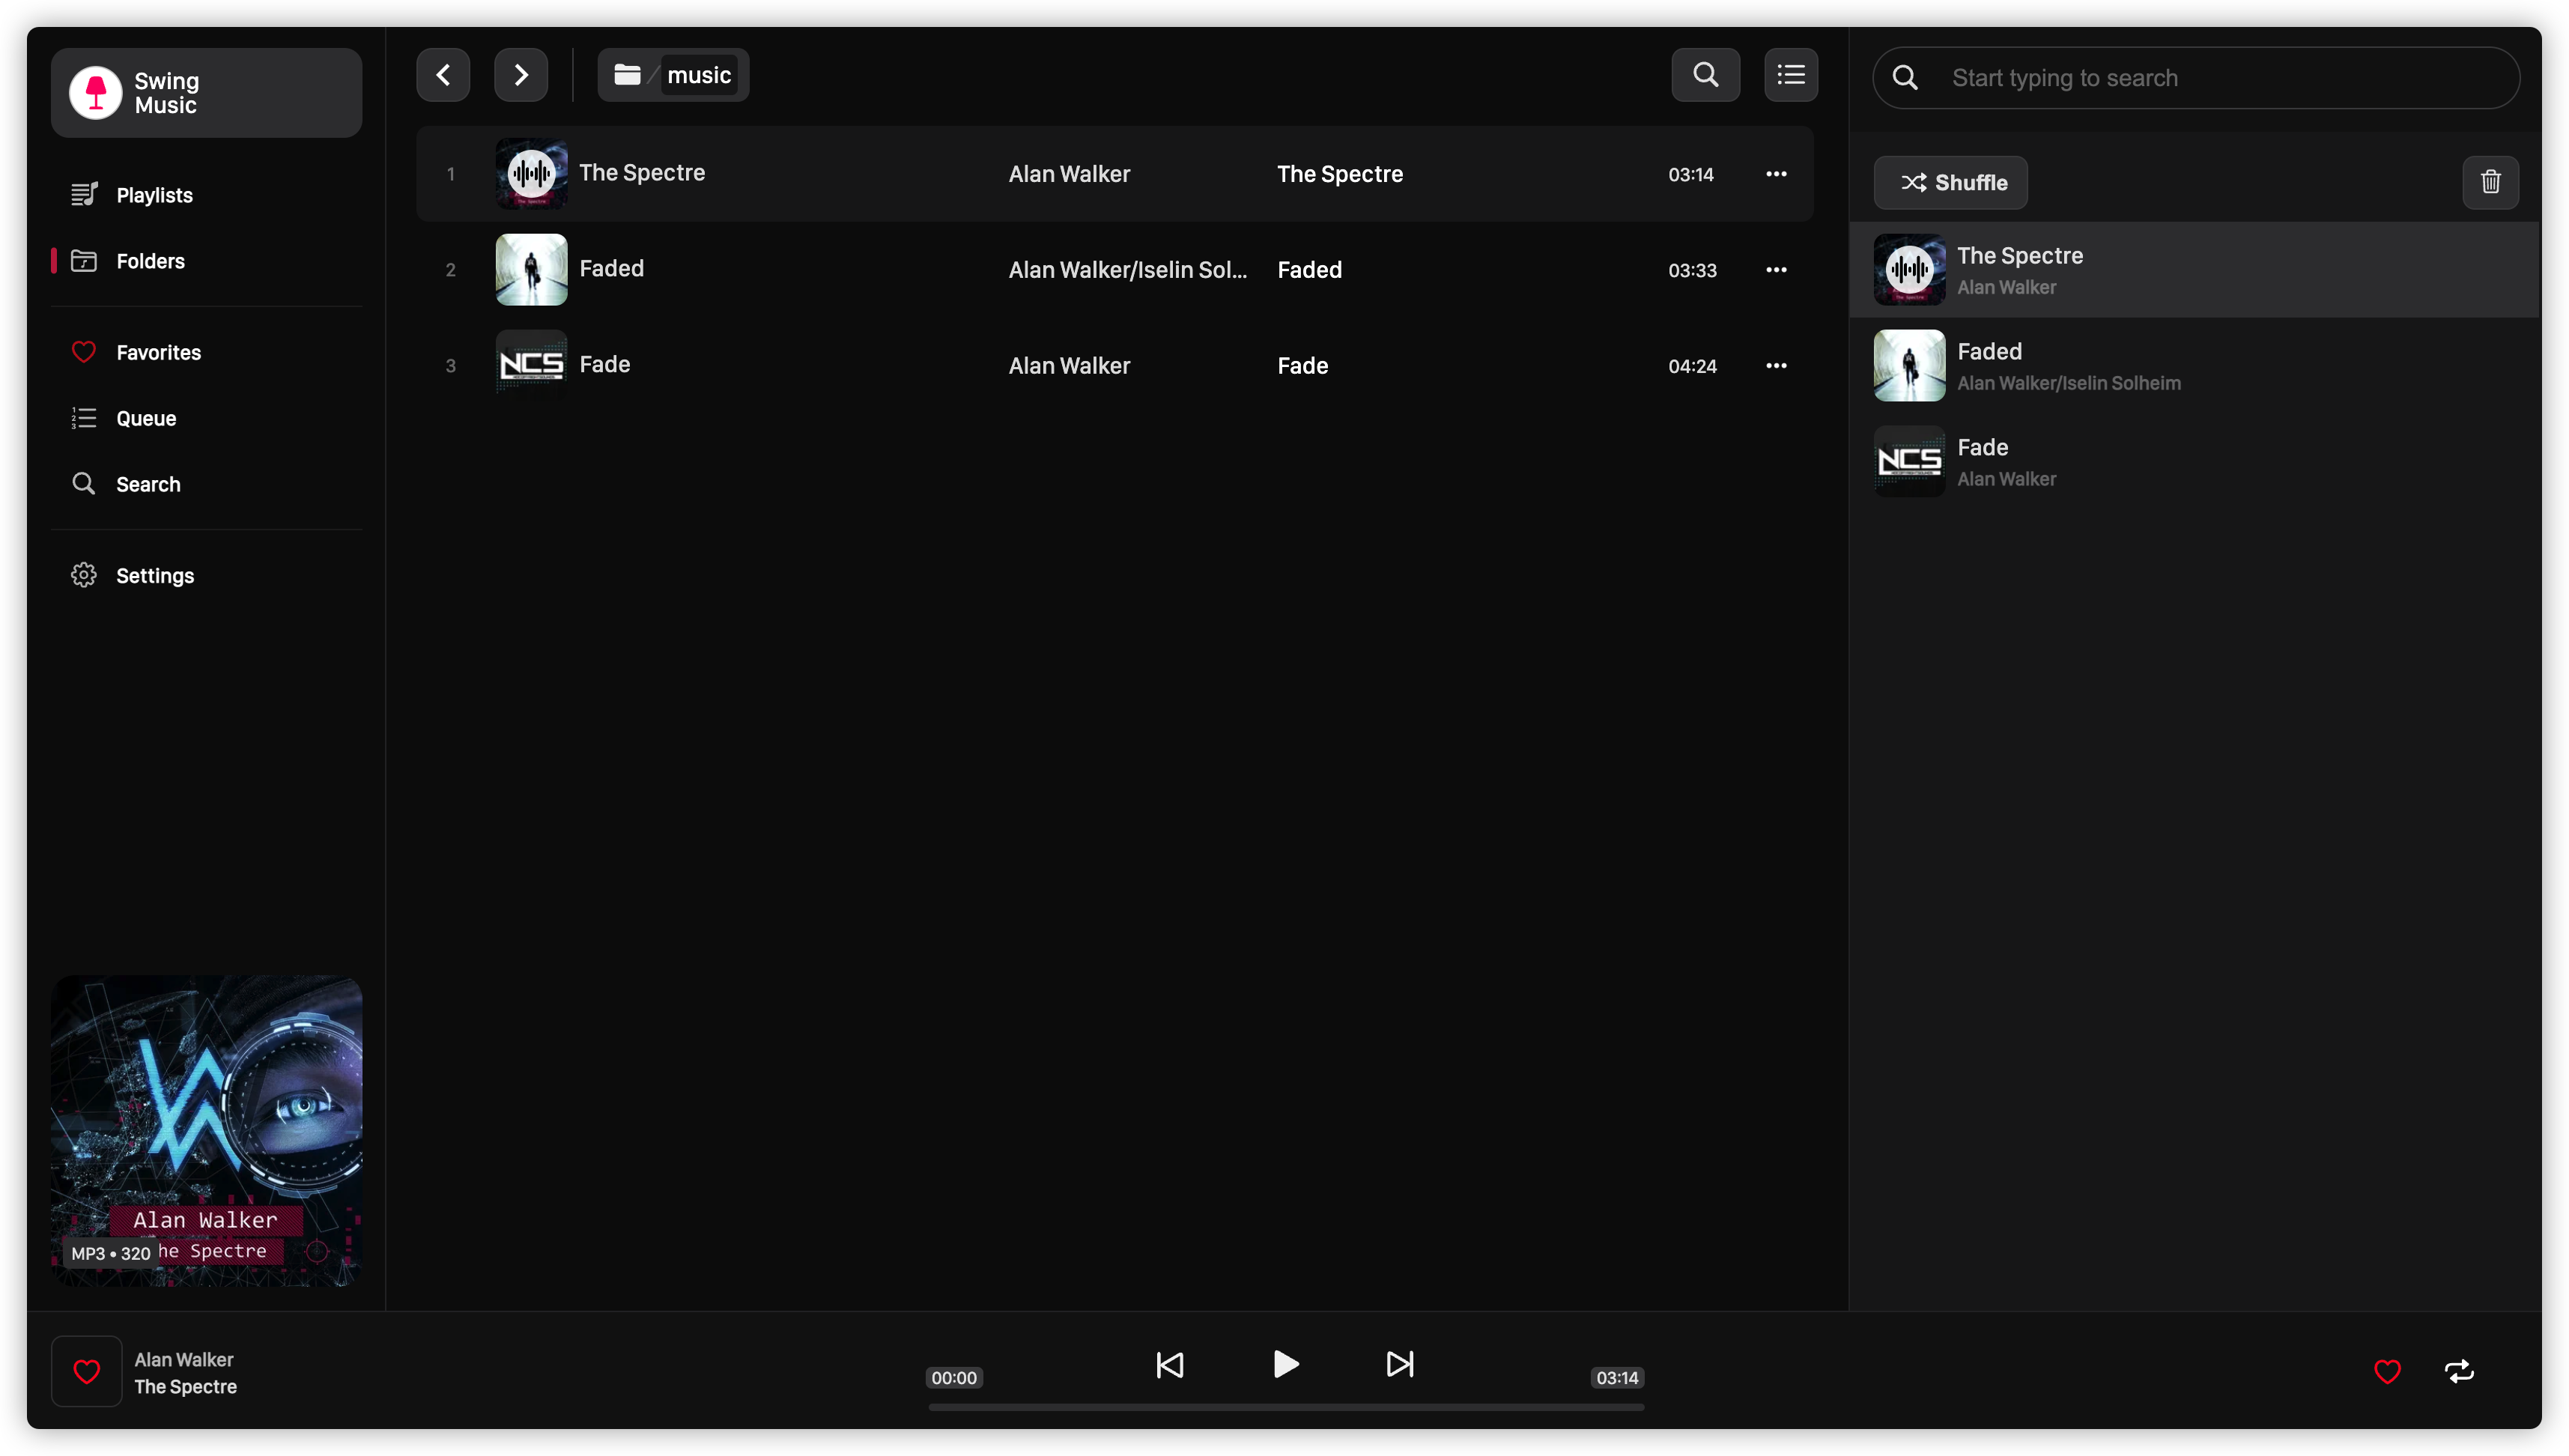 Swing
Music
Playlists
Folders
Favorites
Queue
Search
Settings
Alan Walker
he Spectre
MP3 • 320
/ music
1 The Spectre Alan Walker The Spectre 03:14
2 Faded Alan Walker/Iselin Sol... Faded 03:33
3 NCS Fade Alan Walker Fade 04:24
Start typing to search
Shuffle
The Spectre
Alan Walker
Faded
Alan Walker/Iselin Solheim
NCS
Fade
Alan Walker
Alan Walker
The Spectre
00:00
03:14